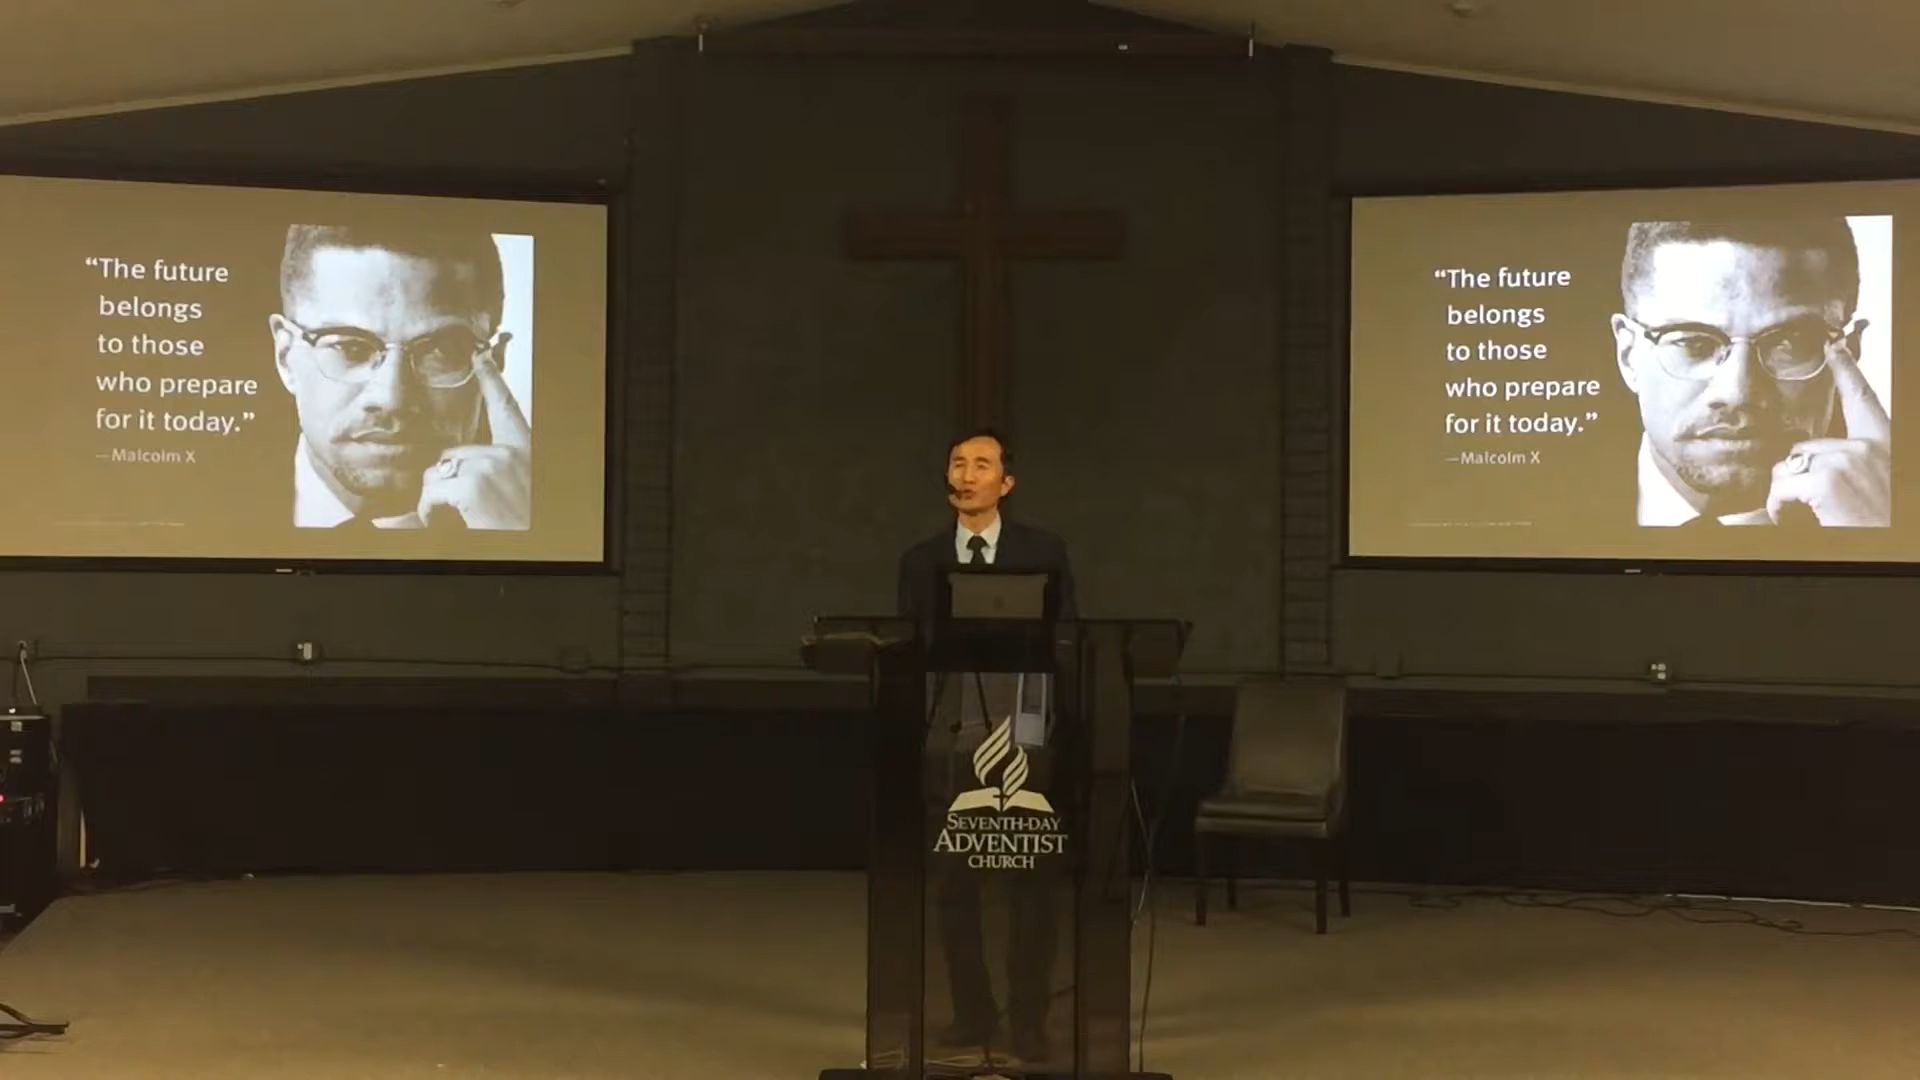 “The future
belongs
to those
who prepare
for it today.”
—Malcolm X
“The future
belongs
to those
who prepare
for it today.”
—Malcolm X
SEVENTH-DAY
ADVENTIST
CHURCH